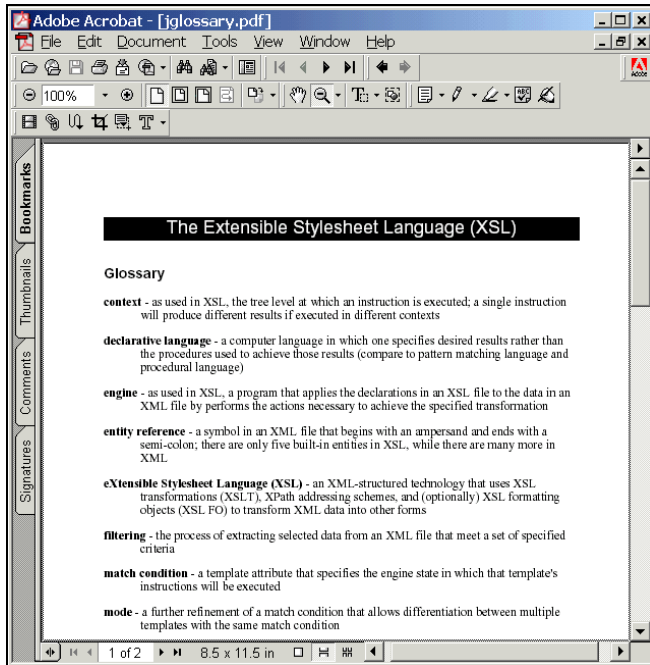 Adobe Acrobat - [jglossary.pdf]
File Edit Document Tools View Window Help
Adobe
100%
Bookmarks
Thumbnails
Comments
Signatures
The Extensible Stylesheet Language (XSL)
Glossary
context - as used in XSL, the tree level at which an instruction is executed; a single instruction
will produce different results if executed in different contexts
declarative language - a computer language in which one specifies desired results rather than
the procedures used to achieve those results (compare to pattern matching language and
procedural language)
engine - as used in XSL, a program that applies the declarations in an XSL file to the data in an
XML file by performs the actions necessary to achieve the specified transformation
entity reference - a symbol in an XML file that begins with an ampersand and ends with a
semi-colon; there are only five built-in entities in XSL, while there are many more in
XML
eXtensible Stylesheet Language (XSL) - an XML-structured technology that uses XSL
transformations (XSLT), XPath addressing schemes, and (optionally) XSL formatting
objects (XSL FO) to transform XML data into other forms
filtering - the process of extracting selected data from an XML file that meet a set of specified
criteria
match condition - a template attribute that specifies the engine state in which that template's
instructions will be executed
mode - a further refinement of a match condition that allows differentiation between multiple
templates with the same match condition
1 of 2 8.5 x 11.5 in